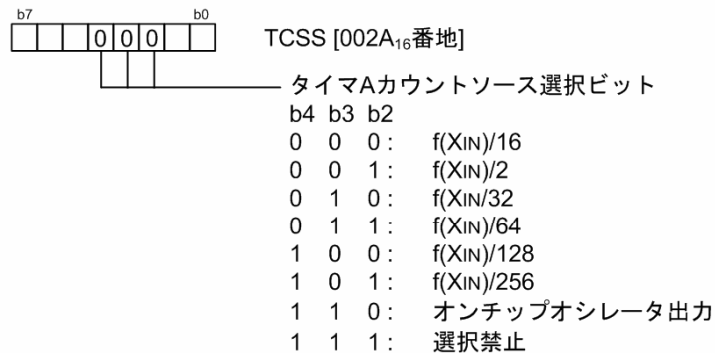 b7 b0
0 0 0 TCSS [002A16番地]
タイマAカウントソース選択ビット
b4 b3 b2
0 0 0 : f(XIN)/16
0 0 1 : f(XIN)/2
0 1 0 : f(XIN/32
0 1 1 : f(XIN)/64
1 0 0 : f(XIN)/128
1 0 1 : f(XIN)/256
1 1 0 : オンチップオシレータ出力
1 1 1 : 選択禁止